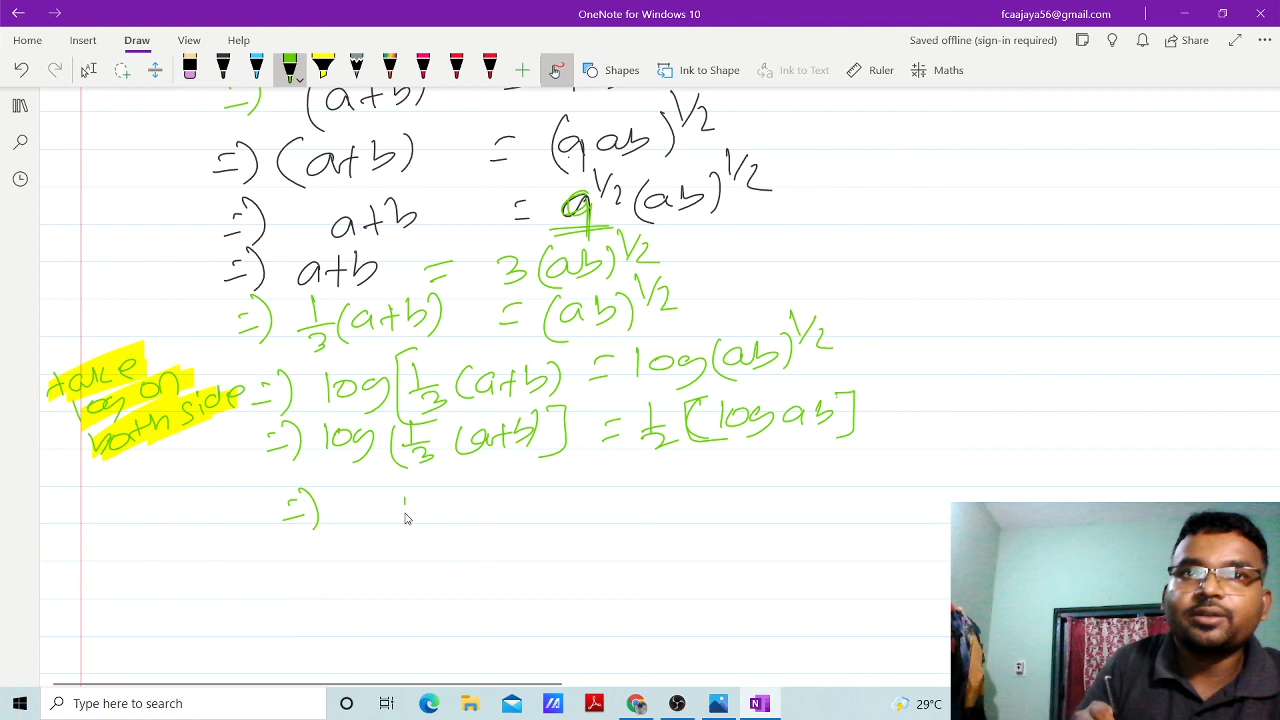 OneNote for Windows 10
fcaajaya56@gmail.com
Home Insert Draw View Help
Saved offline (sign-in required)
Share
Shapes
Ink to Shape
Ink to Text
Ruler
Maths
=) (a+b) =
=) (a+b) = (9ab)^1/2
=) a+b = 9^1/2 (ab)^1/2
=) a+b = 3(ab)^1/2
=) 1/3(a+b) = (ab)^1/2
take log on both side
=) log[1/3(a+b) = log(ab)^1/2
=) log(1/3(a+b)] = 1/2[log ab]
=)
Type here to search
29°C